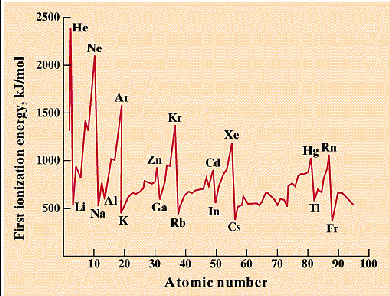 First ionization energy, kJ/mol
2500
2000
1500
1000
500
He
Ne
Ar
Kr
Xe
Zn
Cd
Hg
Rn
Li
Na
Al
K
Ga
Rb
In
Cs
Tl
Fr
10 20 30 40 50 60 70 80 90 100
Atomic number